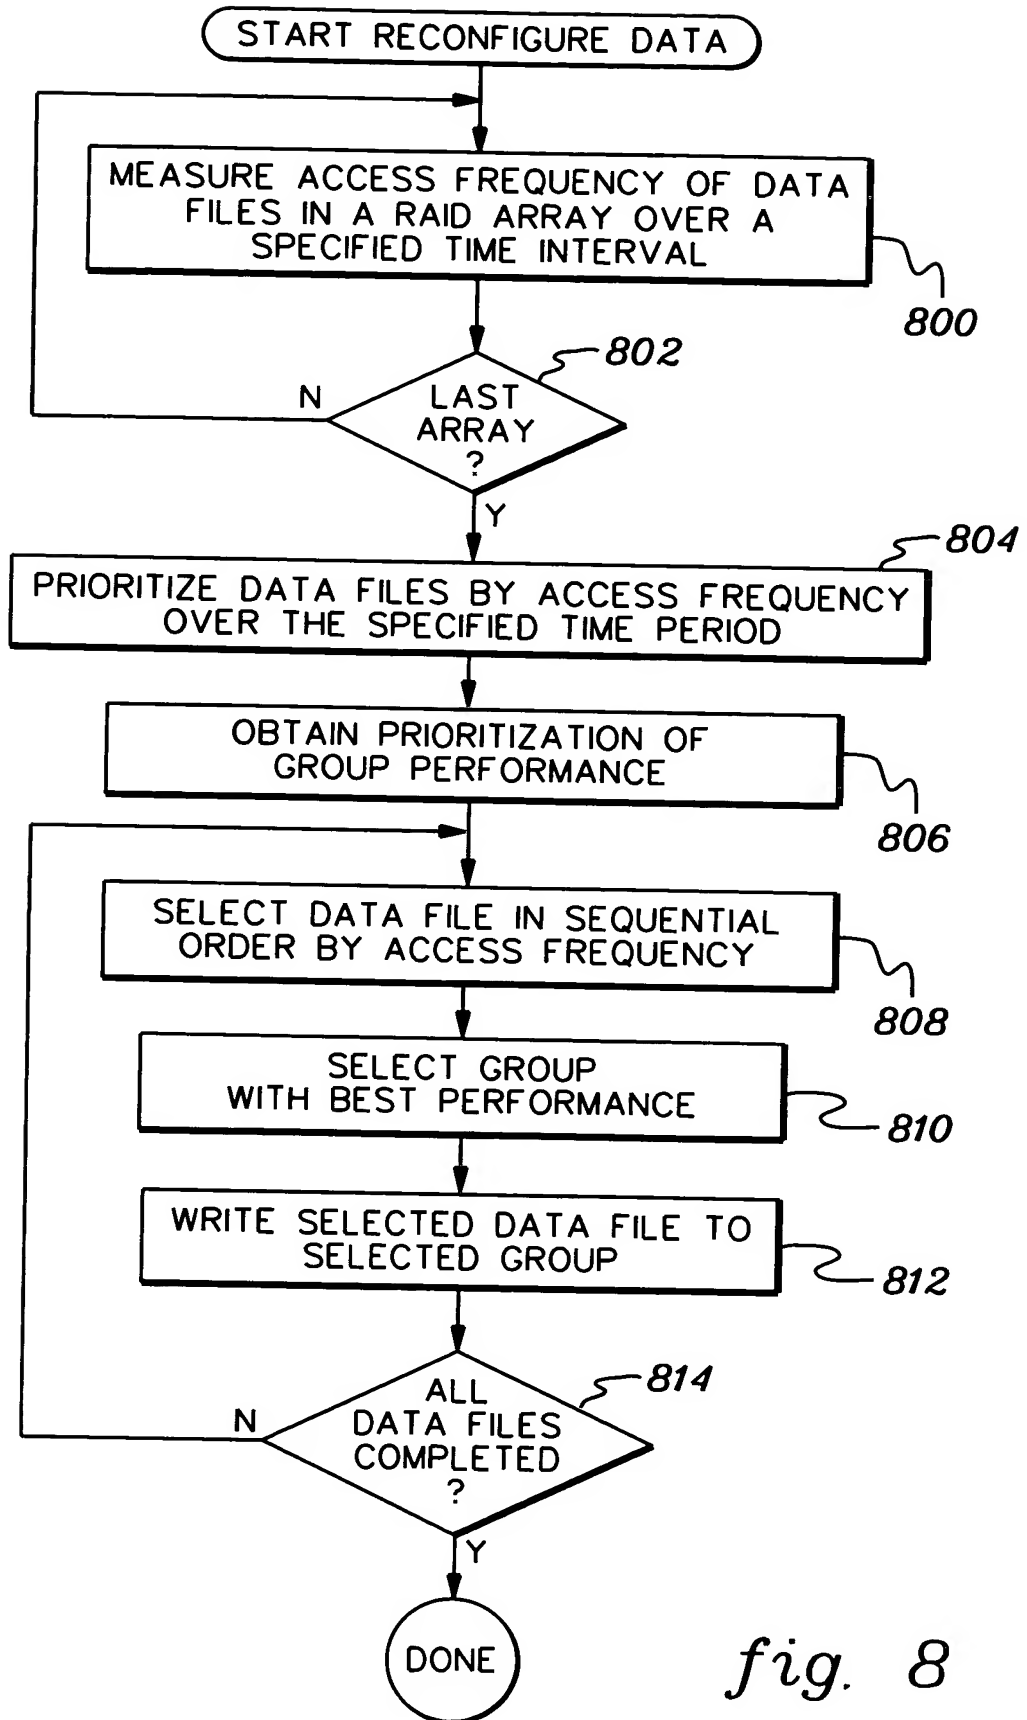 START RECONFIGURE DATA
MEASURE ACCESS FREQUENCY OF DATA
FILES IN A RAID ARRAY OVER A
SPECIFIED TIME INTERVAL
800
802
N
LAST
ARRAY
?
Y
804
PRIORITIZE DATA FILES BY ACCESS FREQUENCY
OVER THE SPECIFIED TIME PERIOD
OBTAIN PRIORITIZATION OF
GROUP PERFORMANCE
806
SELECT DATA FILE IN SEQUENTIAL
ORDER BY ACCESS FREQUENCY
808
SELECT GROUP
WITH BEST PERFORMANCE
810
WRITE SELECTED DATA FILE TO
SELECTED GROUP
812
814
N
ALL
DATA FILES
COMPLETED
?
Y
DONE
fig. 8